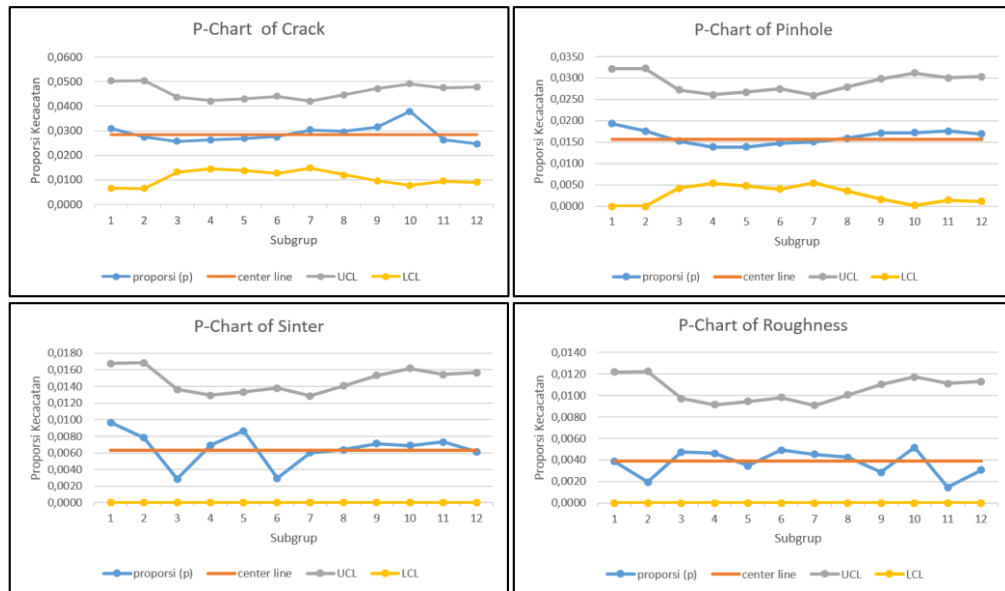 P-Chart of Crack
Proporsi Kecacatan
0,0600
0,0500
0,0400
0,0300
0,0200
0,0100
0,0000
1 2 3 4 5 6 7 8 9 10 11 12
Subgrup
proporsi (p) center line UCL LCL
P-Chart of Pinhole
Proporsi Kecacatan
0,0350
0,0300
0,0250
0,0200
0,0150
0,0100
0,0050
0,0000
1 2 3 4 5 6 7 8 9 10 11 12
Subgrup
proporsi (p) center line UCL LCL
P-Chart of Sinter
Proporsi Kecacatan
0,0180
0,0160
0,0140
0,0120
0,0100
0,0080
0,0060
0,0040
0,0020
0,0000
1 2 3 4 5 6 7 8 9 10 11 12
Subgrup
proporsi (p) center line UCL LCL
P-Chart of Roughness
Proporsi Kecacatan
0,0140
0,0120
0,0100
0,0080
0,0060
0,0040
0,0020
0,0000
1 2 3 4 5 6 7 8 9 10 11 12
Subgrup
proporsi (p) center line UCL LCL